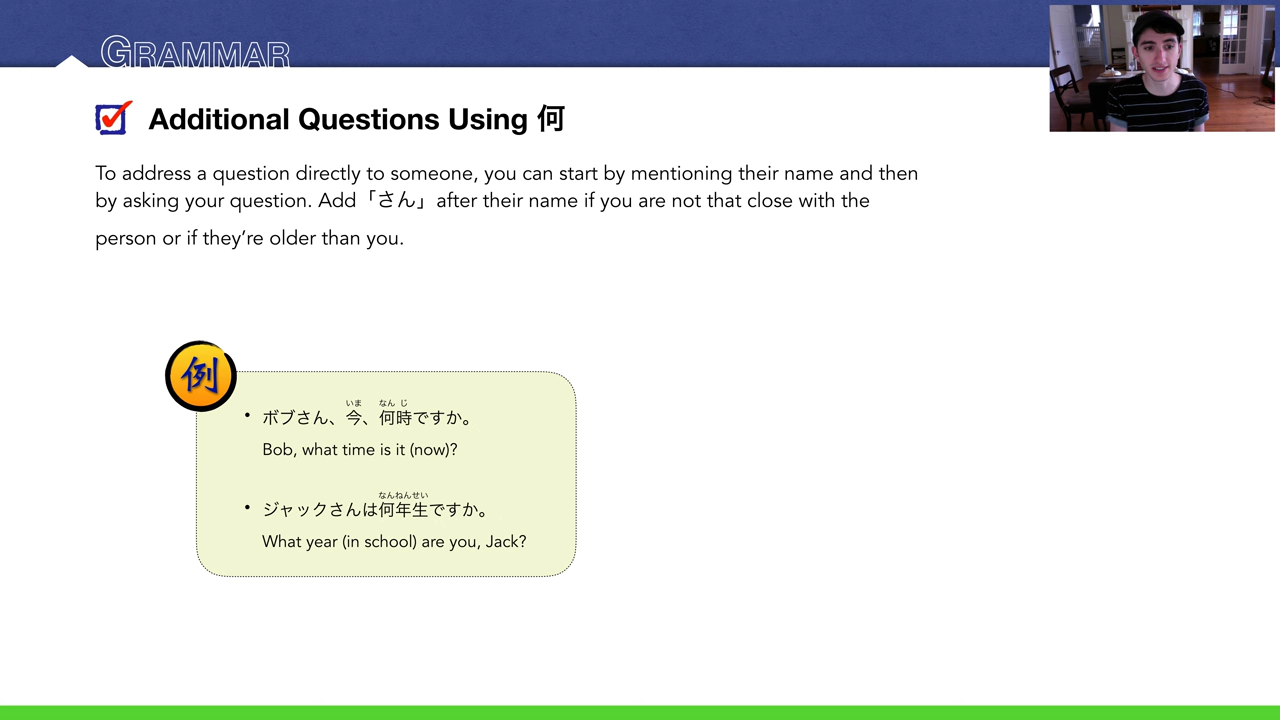 GRAMMAR
Additional Questions Using 何
To address a question directly to someone, you can start by mentioning their name and then
by asking your question. Add「さん」after their name if you are not that close with the
person or if they’re older than you.
例
いま なん じ
• ボブさん、今、何時ですか。
Bob, what time is it (now)?
なんねんせい
• ジャックさんは何年生ですか。
What year (in school) are you, Jack?